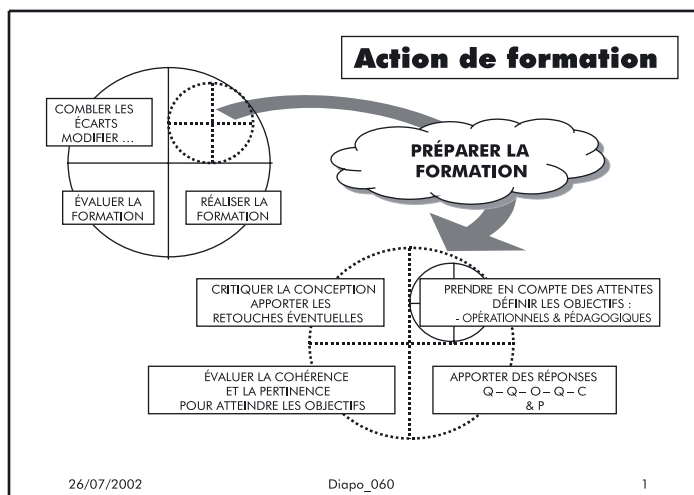 Action de formation
COMBLER LES
ÉCARTS
MODIFIER ...
PRÉPARER LA
FORMATION
ÉVALUER LA
FORMATION
RÉALISER LA
FORMATION
CRITIQUER LA CONCEPTION
APPORTER LES
RETOUCHES ÉVENTUELLES
PRENDRE EN COMPTE DES ATTENTES
DÉFINIR LES OBJECTIFS :
- OPÉRATIONNELS & PÉDAGOGIQUES
ÉVALUER LA COHÉRENCE
ET LA PERTINENCE
POUR ATTEINDRE LES OBJECTIFS
APPORTER DES RÉPONSES
Q – Q – O – Q – C
& P
26/07/2002 Diapo_060 1